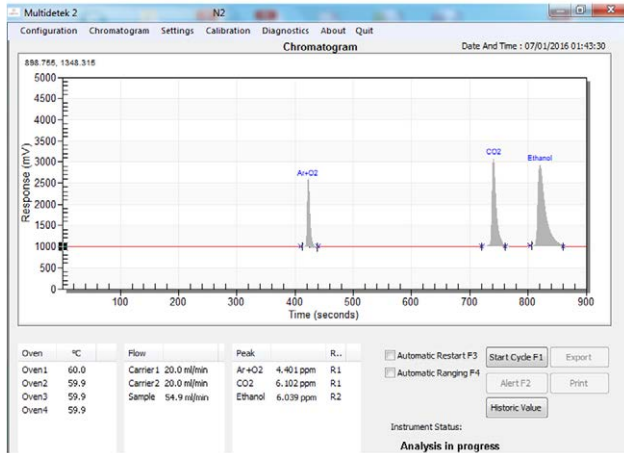 Multidetek 2 N2
Configuration Chromatogram Settings Calibration Diagnostics About Quit
Chromatogram Date And Time : 07/01/2016 01:43:30
898.755, 1348.315
5000
4500
4000
3500
3000
2500
2000
1500
1000
500
0
Response (mV)
Ar+O2
CO2
Ethanol
100 200 300 400 500 600 700 800 900
Time (seconds)
Oven °C
Oven1 60.0
Oven2 59.9
Oven3 59.9
Oven4 59.9
Flow
Carrier1 20.0 ml/min
Carrier2 20.0 ml/min
Sample 54.9 ml/min
Peak R..
Ar+O2 4.401 ppm R1
CO2 6.102 ppm R1
Ethanol 6.039 ppm R2
Automatic Restart F3
Automatic Ranging F4
Start Cycle F1 Export
Alert F2 Print
Historic Value
Instrument Status:
Analysis in progress